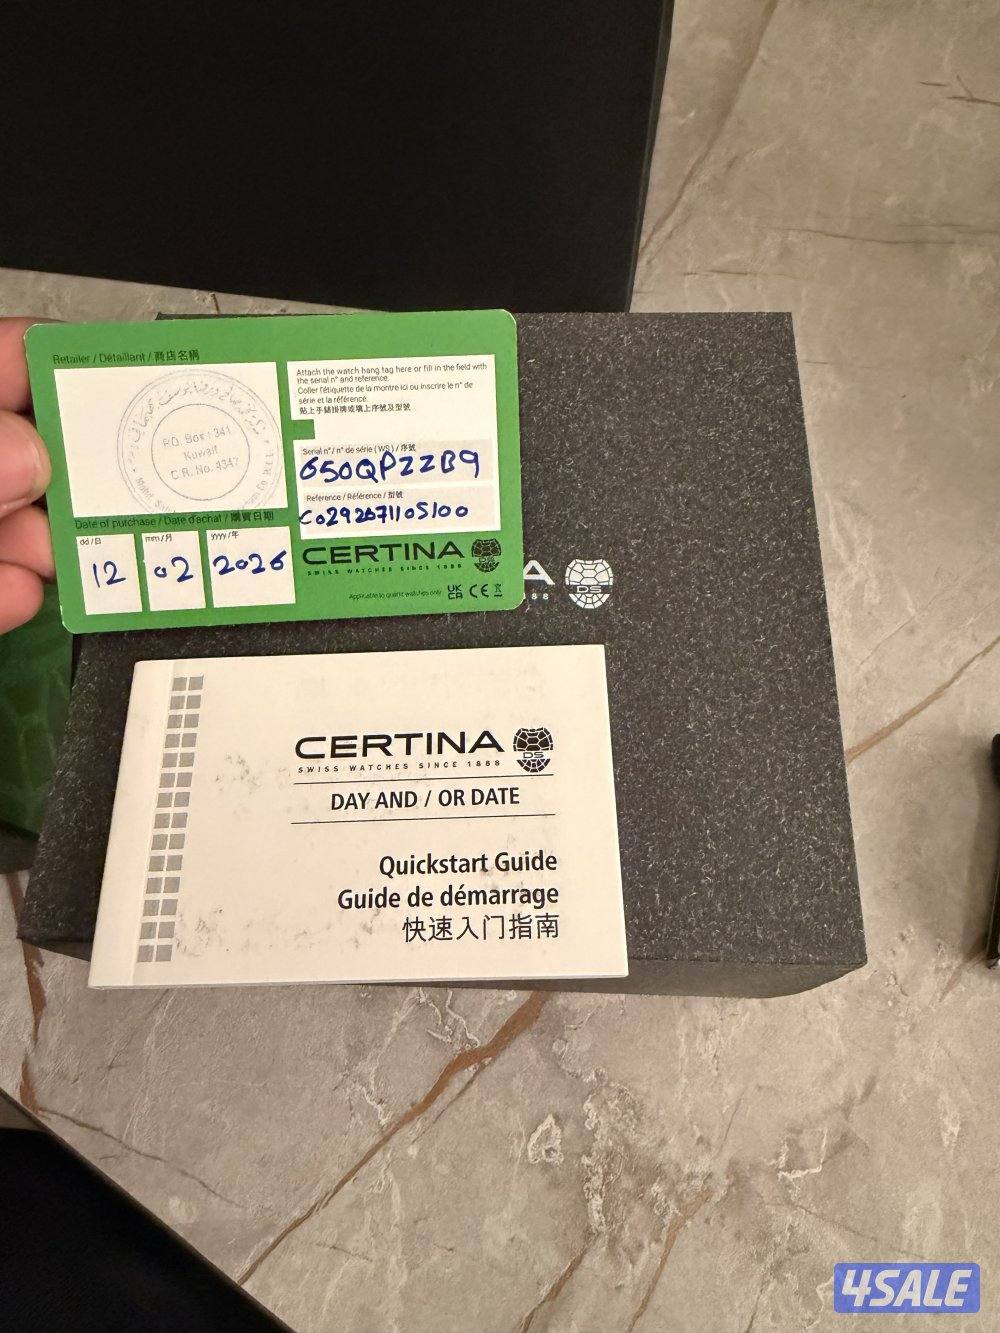 Retailer / Détaillant / 商店名稱
P.O. Box: 1341
Kuwait
C.R. No. 4347
Attach the watch hang tag here or fill in the field with
the serial n° and reference.
Coller l'étiquette de la montre ici ou inscrire le n° de
série et la référence.
貼上手錶掛牌或填上序號及型號
Serial n° / n° de série (WS) / 序號
650QPZZB9
Reference / Référence / 型號
C0292071105100
Date of purchase / Date d'achat / 購買日期
dd /日
mm /月
yyyy /年
12
02
2026
CERTINA
DS
SWISS WATCHES SINCE 1888
Applicable to quartz watches only
UK
CA
CE
A
DS
888
CERTINA
DS
SWISS WATCHES SINCE 1888
DAY AND / OR DATE
Quickstart Guide
Guide de démarrage
快速入门指南
4SALE